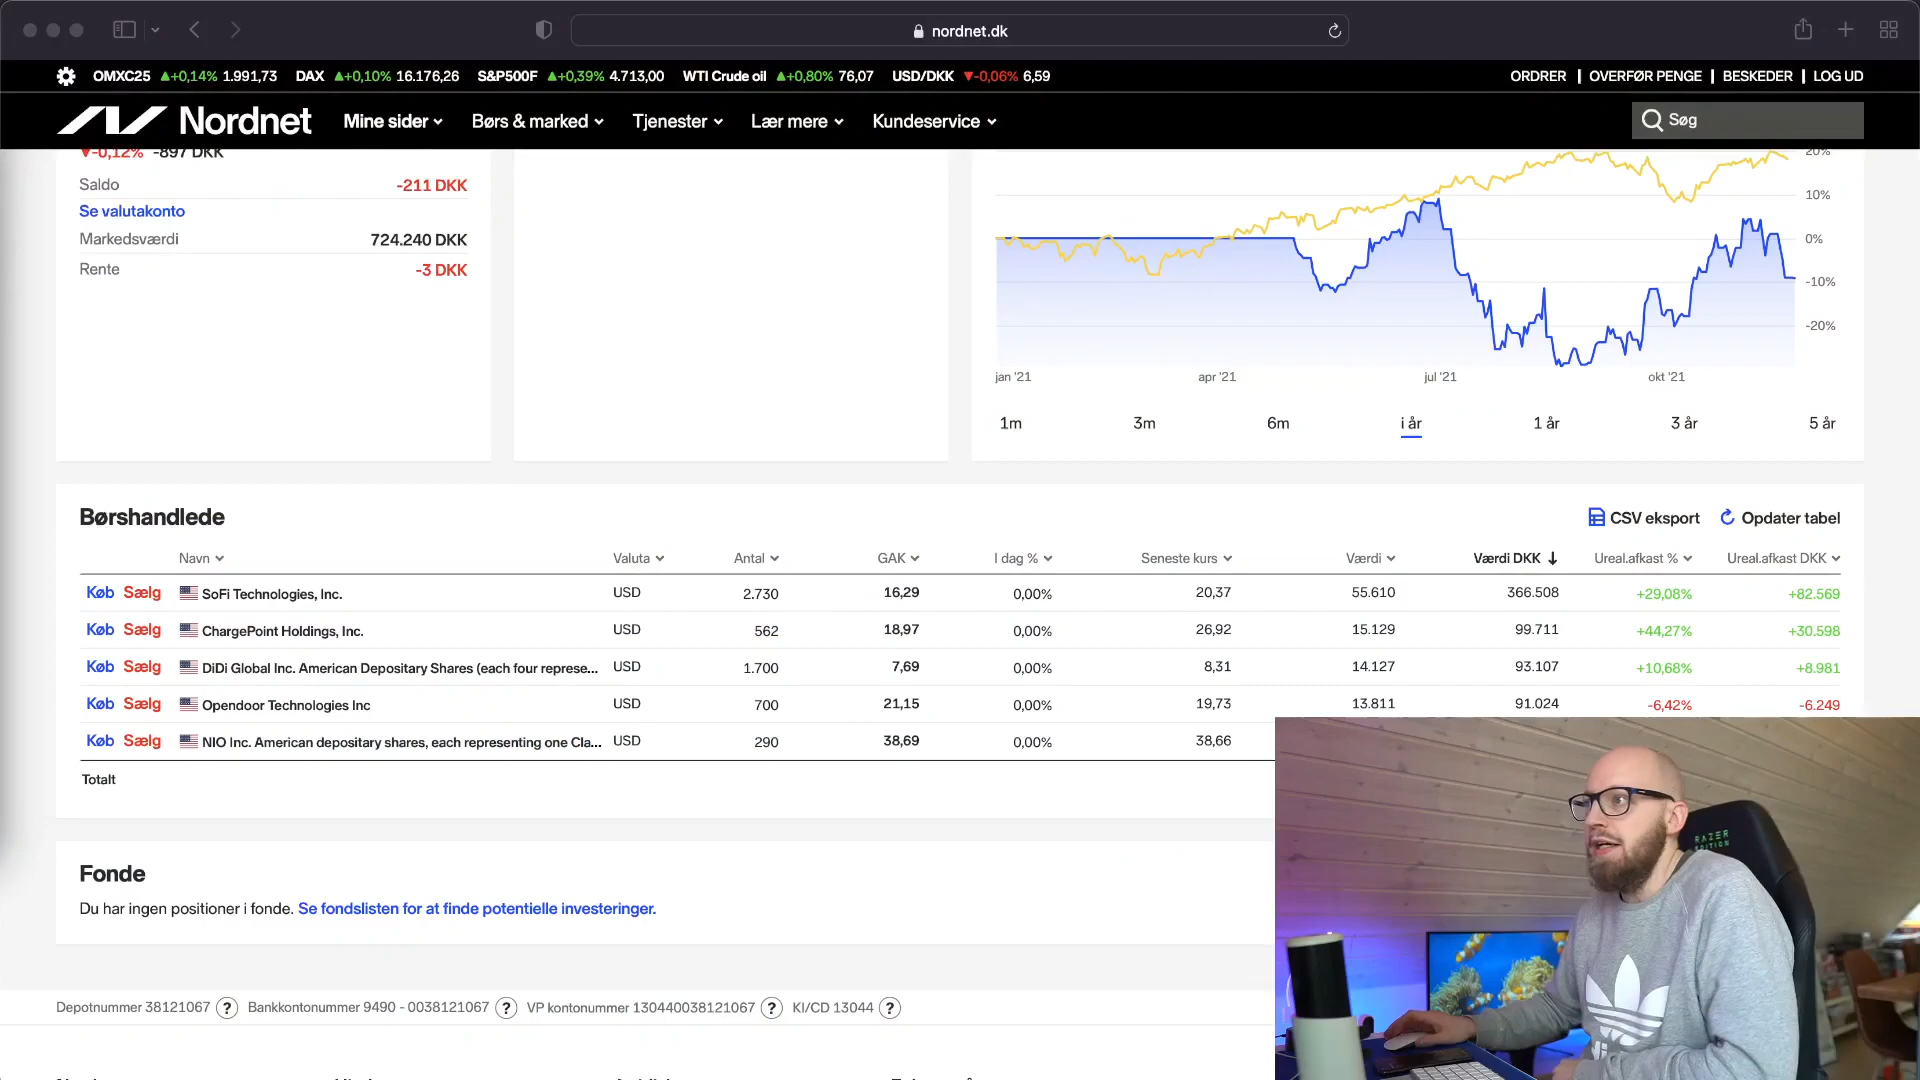 nordnet.dk
OMXC25 +0,14% 1.991,73 DAX +0,10% 16.176,26 S&P500F +0,39% 4.713,00 WTI Crude oil +0,80% 76,07 USD/DKK -0,06% 6,59 ORDRER | OVERFØR PENGE | BESKEDER | LOG UD
Nordnet Mine sider Børs & marked Tjenester Lær mere Kundeservice Søg
-0,12% -897 DKK
Saldo -211 DKK
Se valutakonto
Markedsværdi 724.240 DKK
Rente -3 DKK
20%
10%
0%
-10%
-20%
jan '21 apr '21 jul '21 okt '21
1m 3m 6m i år 1 år 3 år 5 år
Børshandlede CSV eksport Opdater tabel
Navn Valuta Antal GAK I dag % Seneste kurs Værdi Værdi DKK Ureal.afkast % Ureal.afkast DKK
Køb Sælg SoFi Technologies, Inc. USD 2.730 16,29 0,00% 20,37 55.610 366.508 +29,08% +82.569
Køb Sælg ChargePoint Holdings, Inc. USD 562 18,97 0,00% 26,92 15.129 99.711 +44,27% +30.598
Køb Sælg DiDi Global Inc. American Depositary Shares (each four represe... USD 1.700 7,69 0,00% 8,31 14.127 93.107 +10,68% +8.981
Køb Sælg Opendoor Technologies Inc USD 700 21,15 0,00% 19,73 13.811 91.024 -6,42% -6.249
Køb Sælg NIO Inc. American depositary shares, each representing one Cla... USD 290 38,69 0,00% 38,66
Totalt
Fonde
Du har ingen positioner i fonde. Se fondslisten for at finde potentielle investeringer.
Depotnummer 38121067 ? Bankkontonummer 9490 - 0038121067 ? VP kontonummer 130440038121067 ? KI/CD 13044 ?
RAZER
EDITION